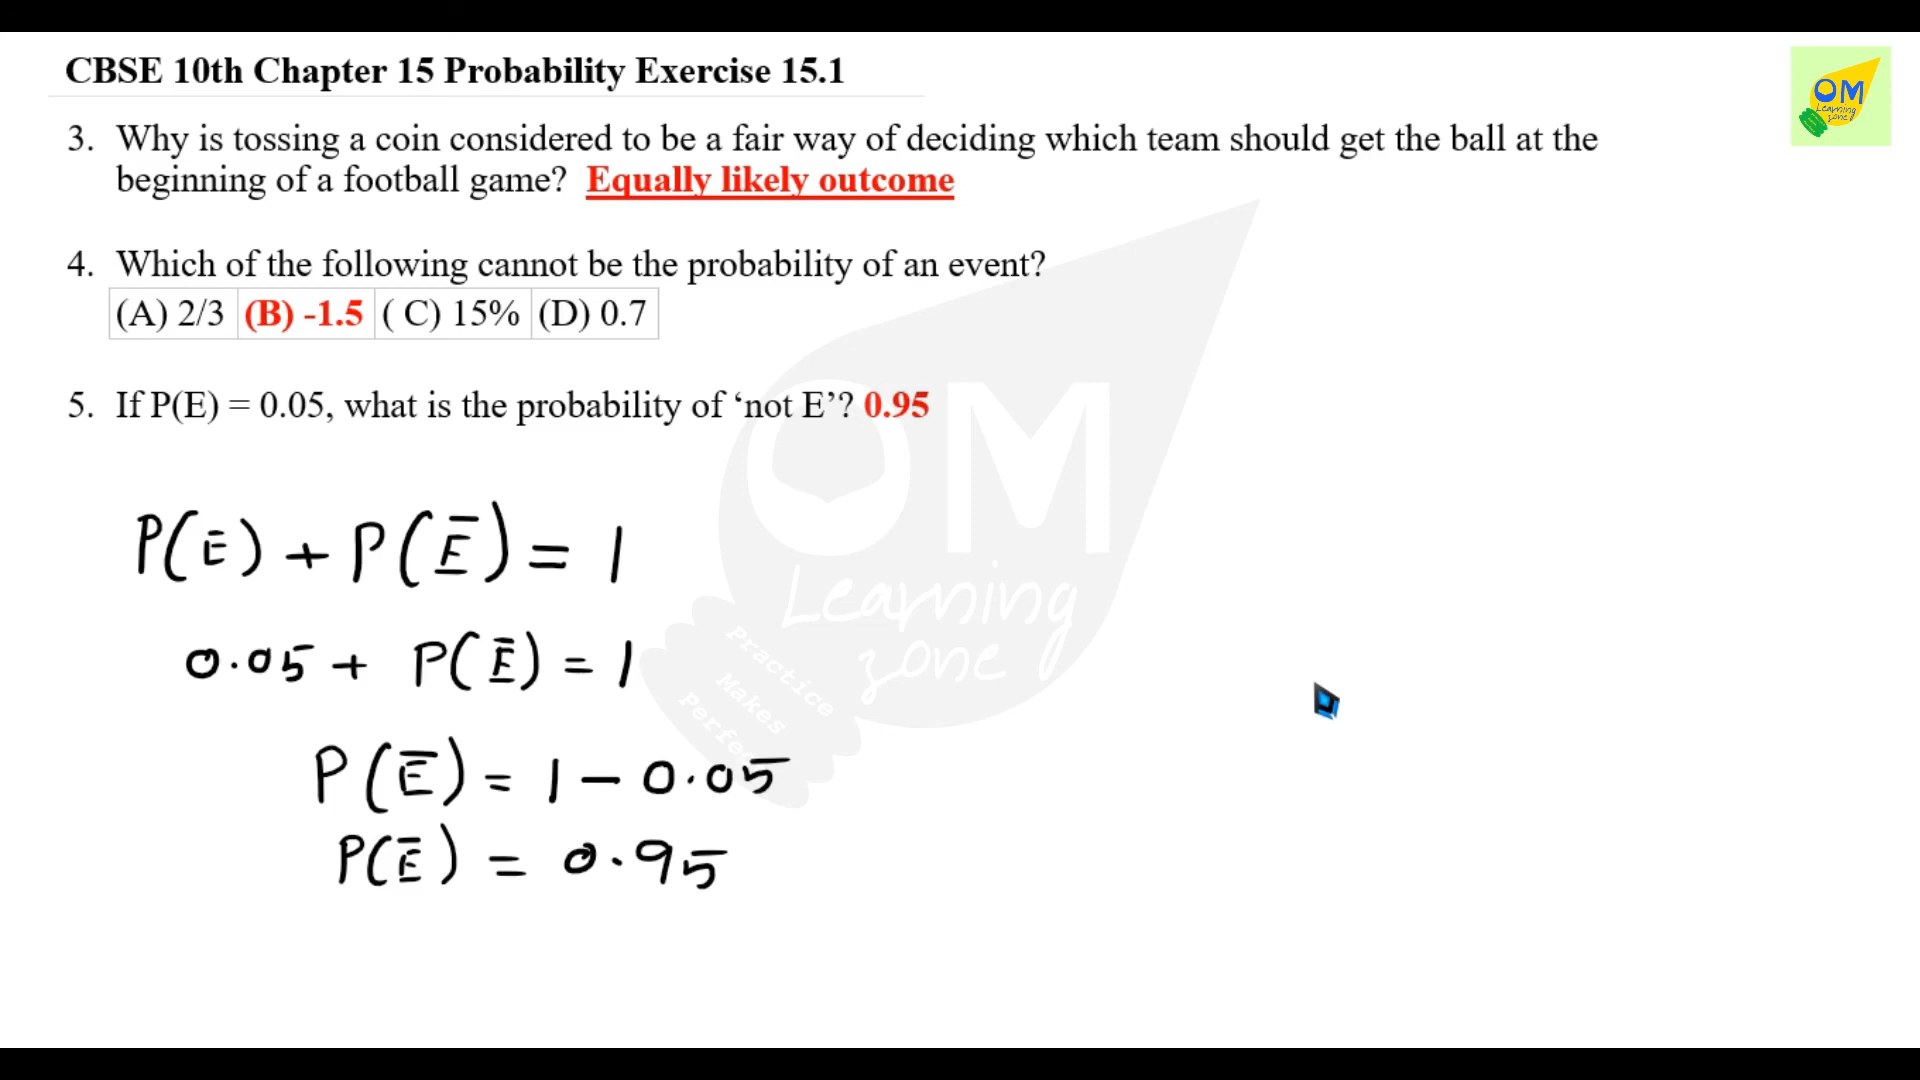 CBSE 10th Chapter 15 Probability Exercise 15.1
OM
Learning
zone
3. Why is tossing a coin considered to be a fair way of deciding which team should get the ball at the
beginning of a football game? Equally likely outcome
4. Which of the following cannot be the probability of an event?
(A) 2/3 (B) -1.5 ( C) 15% (D) 0.7
5. If P(E) = 0.05, what is the probability of ‘not E’? 0.95
P(E) + P(E̅) = 1
0.05 + P(E̅) = 1
P(E̅) = 1 - 0.05
P(E̅) = 0.95
OM
Learning
zone
Practice
Makes